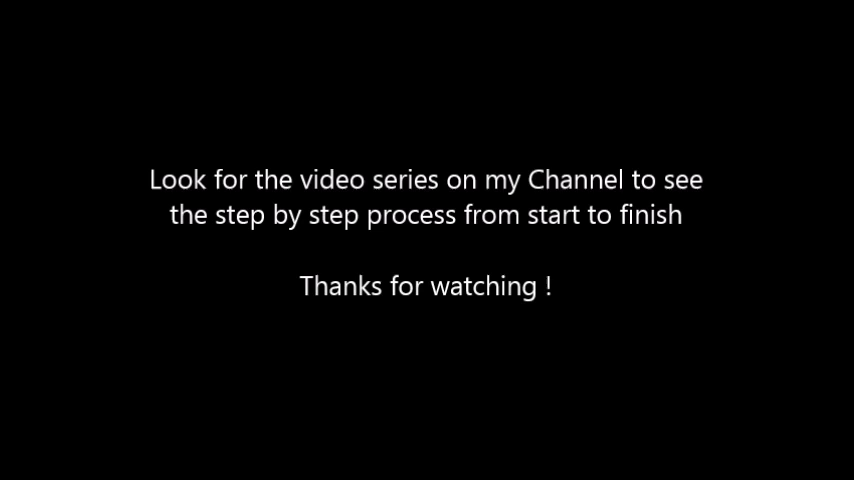 Look for the video series on my Channel to see
the step by step process from start to finish
Thanks for watching !